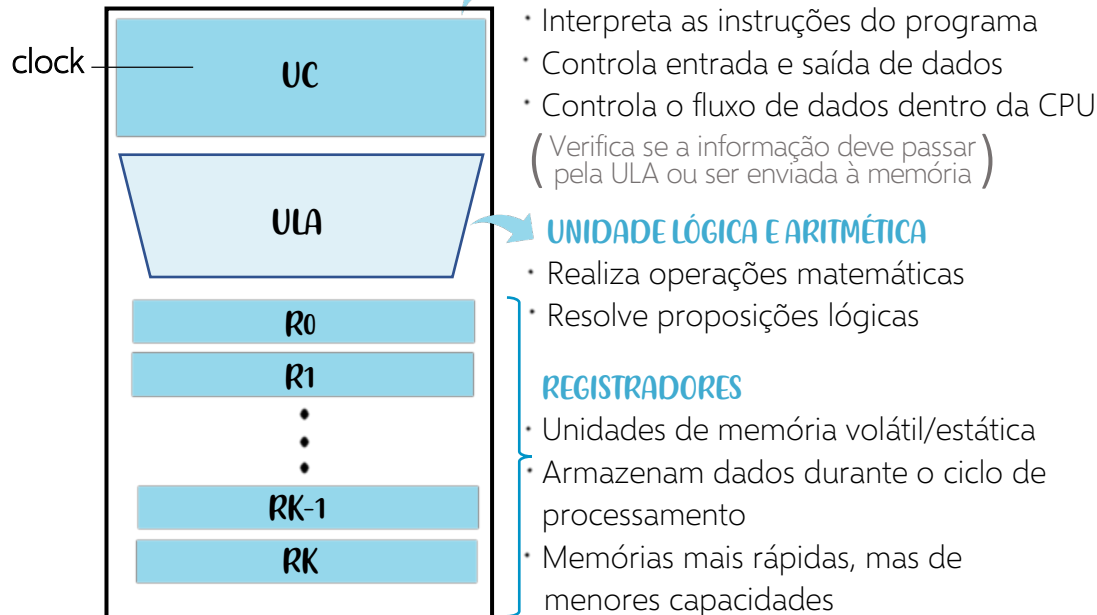 clock
UC
ULA
R0
R1
RK-1
RK
· Interpreta as instruções do programa
· Controla entrada e saída de dados
· Controla o fluxo de dados dentro da CPU
(Verifica se a informação deve passar
pela ULA ou ser enviada à memória)
UNIDADE LÓGICA E ARITMÉTICA
· Realiza operações matemáticas
· Resolve proposições lógicas
REGISTRADORES
· Unidades de memória volátil/estática
· Armazenam dados durante o ciclo de
processamento
· Memórias mais rápidas, mas de
menores capacidades